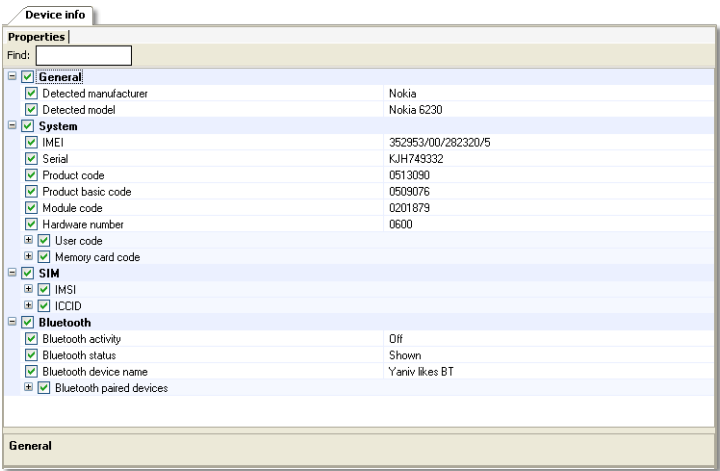 Device info
Properties
Find:
General
Detected manufacturer Nokia
Detected model Nokia 6230
System
IMEI 352953/00/282320/5
Serial KJH749332
Product code 0513090
Product basic code 0509076
Module code 0201879
Hardware number 0600
User code
Memory card code
SIM
IMSI
ICCID
Bluetooth
Bluetooth activity Off
Bluetooth status Shown
Bluetooth device name Yaniv likes BT
Bluetooth paired devices
General